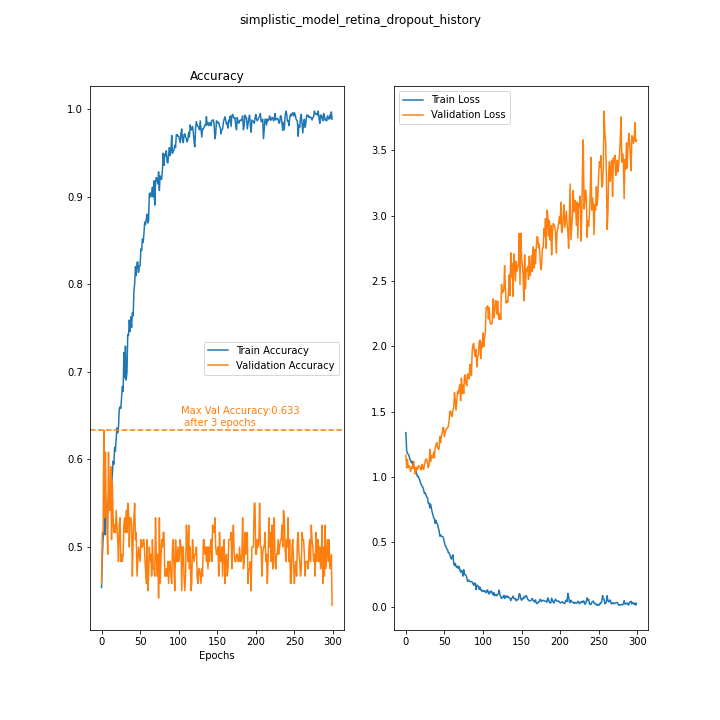 simplistic_model_retina_dropout_history
Accuracy
1.0
0.9
0.8
0.7
0.6
0.5
Train Accuracy
Validation Accuracy
Max Val Accuracy:0.633
after 3 epochs
0 50 100 150 200 250 300
Epochs
Train Loss
Validation Loss
3.5
3.0
2.5
2.0
1.5
1.0
0.5
0.0
0 50 100 150 200 250 300